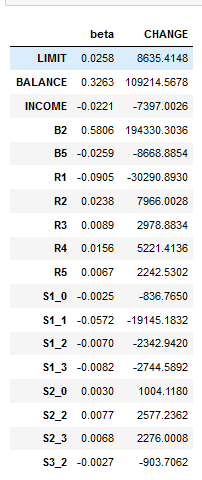 beta CHANGE
LIMIT 0.0258 8635.4148
BALANCE 0.3263 109214.5678
INCOME -0.0221 -7397.0026
B2 0.5806 194330.3036
B5 -0.0259 -8668.8854
R1 -0.0905 -30290.8930
R2 0.0238 7966.0028
R3 0.0089 2978.8834
R4 0.0156 5221.4136
R5 0.0067 2242.5302
S1_0 -0.0025 -836.7650
S1_1 -0.0572 -19145.1832
S1_2 -0.0070 -2342.9420
S1_3 -0.0082 -2744.5892
S2_0 0.0030 1004.1180
S2_2 0.0077 2577.2362
S2_3 0.0068 2276.0008
S3_2 -0.0027 -903.7062